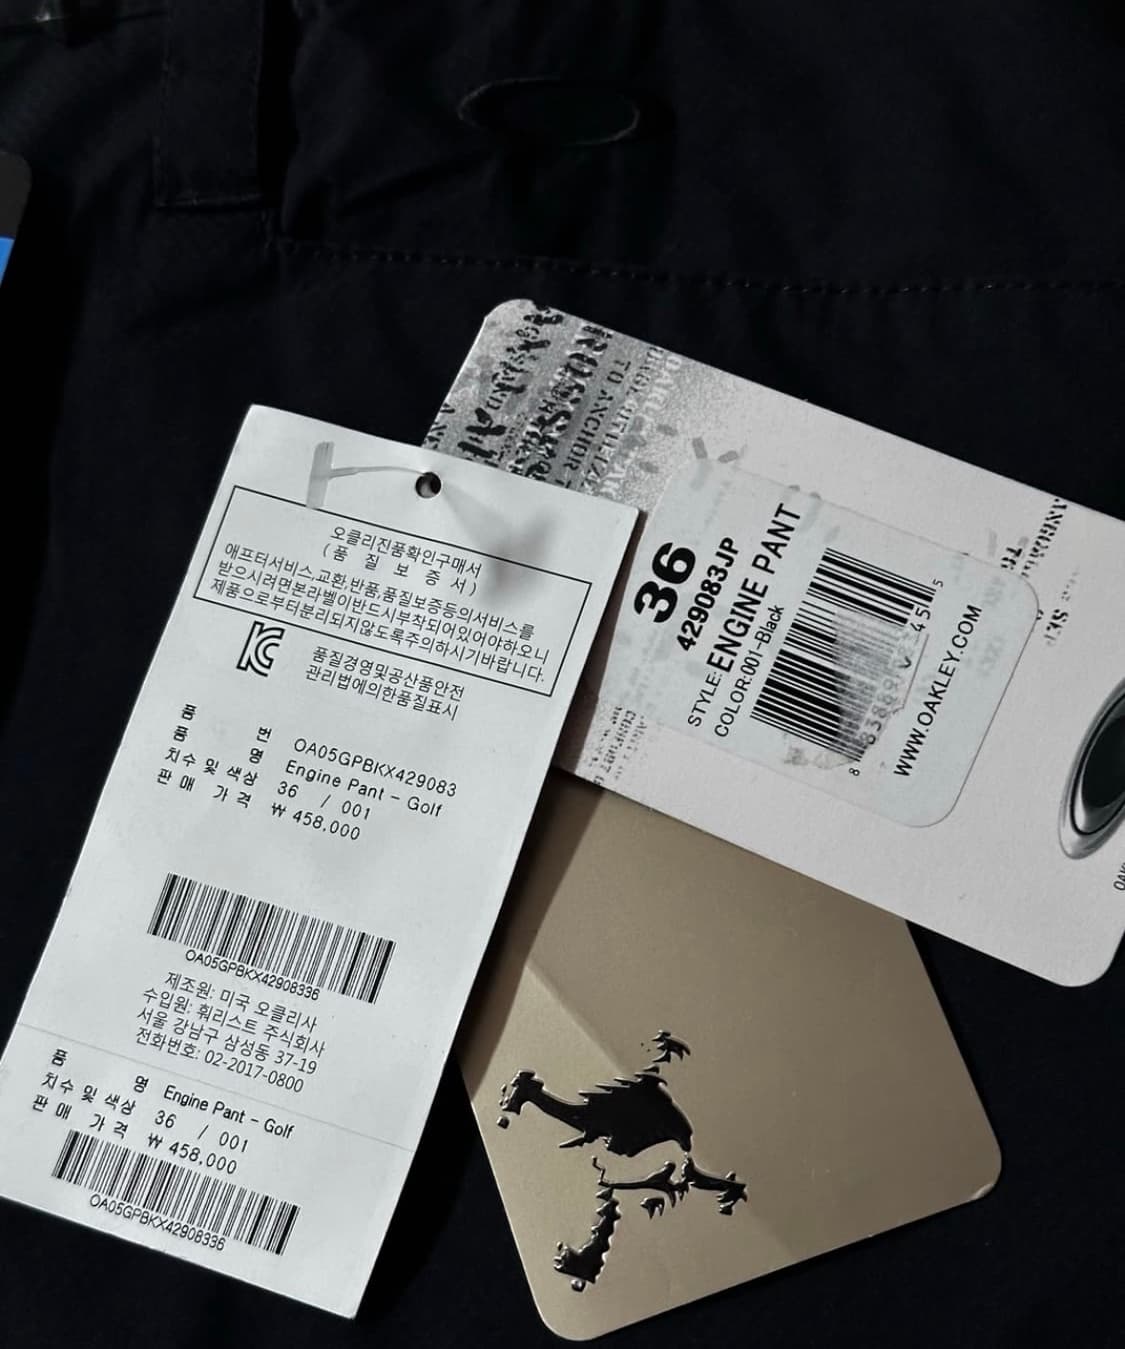 오클리진품확인구매서
( 품 질 보 증 서 )
애프터서비스,교환,반품,품질보증등의서비스를
받으시려면본라벨이반드시부착되어있어야하오니
제품으로부터분리되지않도록주의하시기바랍니다.
품질경영및공산품안전
관리법에의한품질표시
품 번 OA05GPBKX429083
품 명 Engine Pant - Golf
치수 및 색상 36 / 001
판 매 가 격 ₩ 458,000
OA05GPBKX42908336
제조원: 미국 오클리사
수입원: 훠리스트 주식회사
서울 강남구 삼성동 37-19
전화번호: 02-2017-0800
품 명 Engine Pant - Golf
치수 및 색상 36 / 001
판 매 가 격 ₩ 458,000
OA05GPBKX42908336
36
429083JP
STYLE:ENGINE PANT
COLOR:001-Black
WWW.OAKLEY.COM
TO ANCHOR